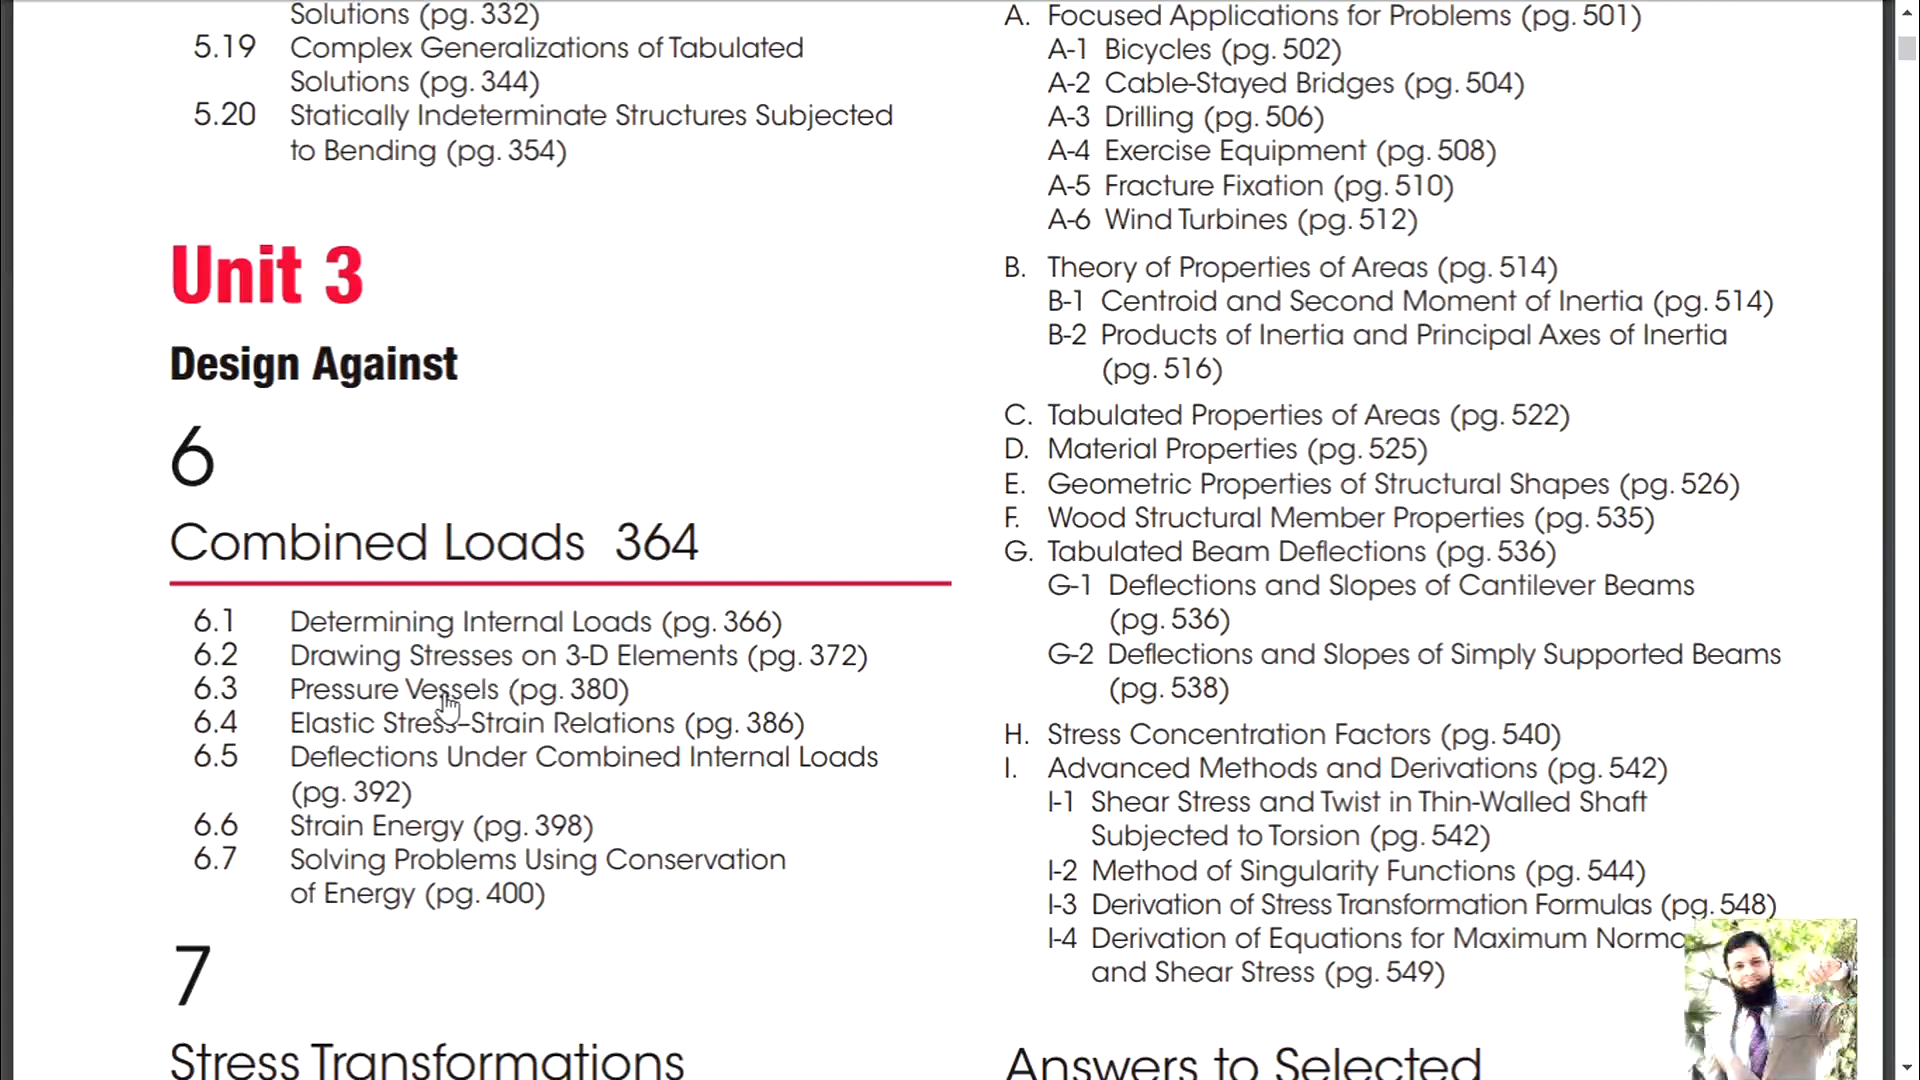 Solutions (pg. 332)
5.19 Complex Generalizations of Tabulated
Solutions (pg. 344)
5.20 Statically Indeterminate Structures Subjected
to Bending (pg. 354)
Unit 3
Design Against
6
Combined Loads 364
6.1 Determining Internal Loads (pg. 366)
6.2 Drawing Stresses on 3-D Elements (pg. 372)
6.3 Pressure Vessels (pg. 380)
6.4 Elastic Stress–Strain Relations (pg. 386)
6.5 Deflections Under Combined Internal Loads
(pg. 392)
6.6 Strain Energy (pg. 398)
6.7 Solving Problems Using Conservation
of Energy (pg. 400)
7
Stress Transformations
A. Focused Applications for Problems (pg. 501)
A-1 Bicycles (pg. 502)
A-2 Cable-Stayed Bridges (pg. 504)
A-3 Drilling (pg. 506)
A-4 Exercise Equipment (pg. 508)
A-5 Fracture Fixation (pg. 510)
A-6 Wind Turbines (pg. 512)
B. Theory of Properties of Areas (pg. 514)
B-1 Centroid and Second Moment of Inertia (pg. 514)
B-2 Products of Inertia and Principal Axes of Inertia
(pg. 516)
C. Tabulated Properties of Areas (pg. 522)
D. Material Properties (pg. 525)
E. Geometric Properties of Structural Shapes (pg. 526)
F. Wood Structural Member Properties (pg. 535)
G. Tabulated Beam Deflections (pg. 536)
G-1 Deflections and Slopes of Cantilever Beams
(pg. 536)
G-2 Deflections and Slopes of Simply Supported Beams
(pg. 538)
H. Stress Concentration Factors (pg. 540)
I. Advanced Methods and Derivations (pg. 542)
I-1 Shear Stress and Twist in Thin-Walled Shaft
Subjected to Torsion (pg. 542)
I-2 Method of Singularity Functions (pg. 544)
I-3 Derivation of Stress Transformation Formulas (pg. 548)
I-4 Derivation of Equations for Maximum
and Shear Stress (pg. 549)
Answers to Selected